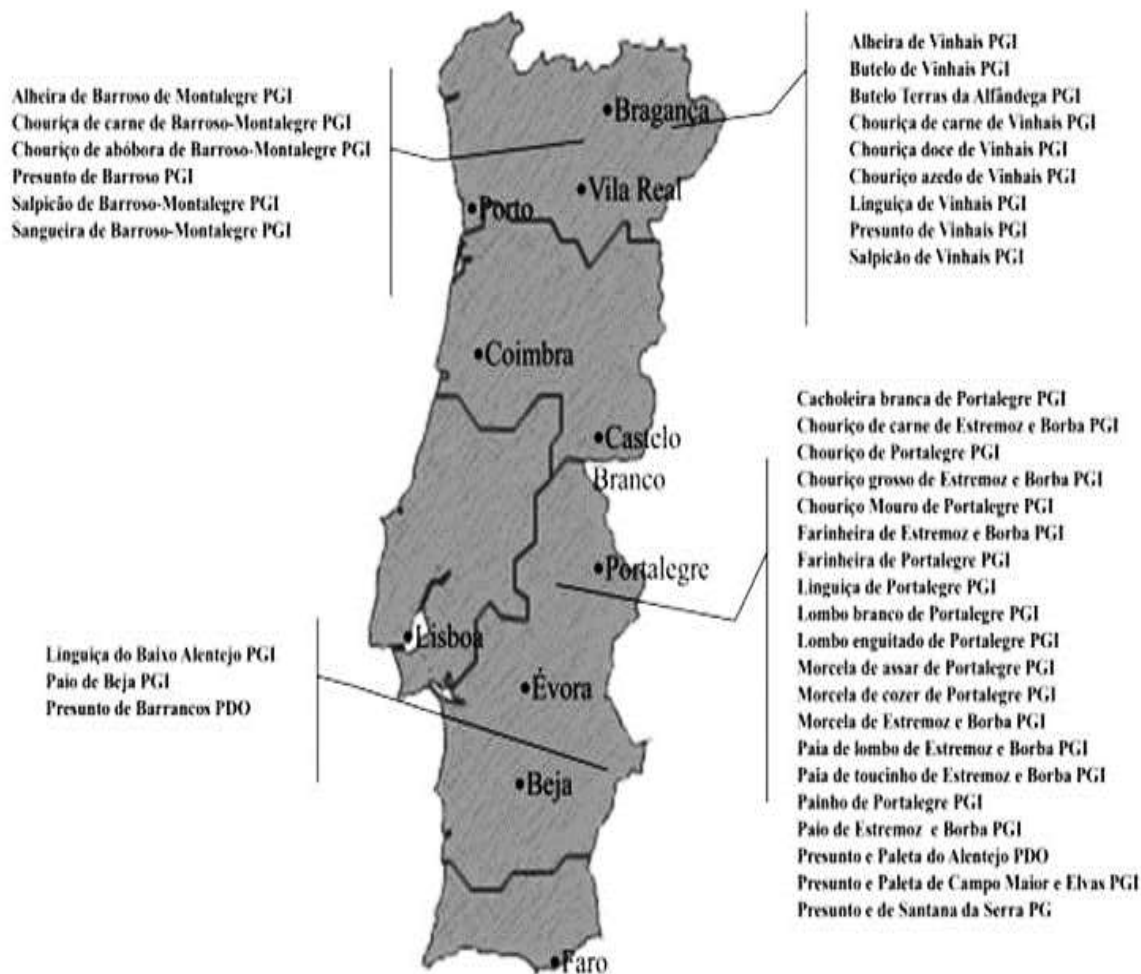 Alheira de Barroso de Montalegre PGI
Chouriça de carne de Barroso-Montalegre PGI
Chouriço de abóbora de Barroso-Montalegre PGI
Presunto de Barroso PGI
Salpicão de Barroso-Montalegre PGI
Sangueira de Barroso-Montalegre PGI
Alheira de Vinhais PGI
Butelo de Vinhais PGI
Butelo Terras da Alfândega PGI
Chouriça de carne de Vinhais PGI
Chouriça doce de Vinhais PGI
Chouriço azedo de Vinhais PGI
Linguiça de Vinhais PGI
Presunto de Vinhais PGI
Salpicão de Vinhais PGI
Bragança
Vila Real
Porto
Coimbra
Castelo
Branco
Portalegre
Lisboa
Évora
Beja
Faro
Linguiça do Baixo Alentejo PGI
Paio de Beja PGI
Presunto de Barrancos PDO
Cacholeira branca de Portalegre PGI
Chouriço de carne de Estremoz e Borba PGI
Chouriço de Portalegre PGI
Chouriço grosso de Estremoz e Borba PGI
Chouriço Mouro de Portalegre PGI
Farinheira de Estremoz e Borba PGI
Farinheira de Portalegre PGI
Linguiça de Portalegre PGI
Lombo branco de Portalegre PGI
Lombo enguitado de Portalegre PGI
Morcela de assar de Portalegre PGI
Morcela de cozer de Portalegre PGI
Morcela de Estremoz e Borba PGI
Paia de lombo de Estremoz e Borba PGI
Paia de toucinho de Estremoz e Borba PGI
Painho de Portalegre PGI
Paio de Estremoz e Borba PGI
Presunto e Paleta do Alentejo PDO
Presunto e Paleta de Campo Maior e Elvas PGI
Presunto e de Santana da Serra PG